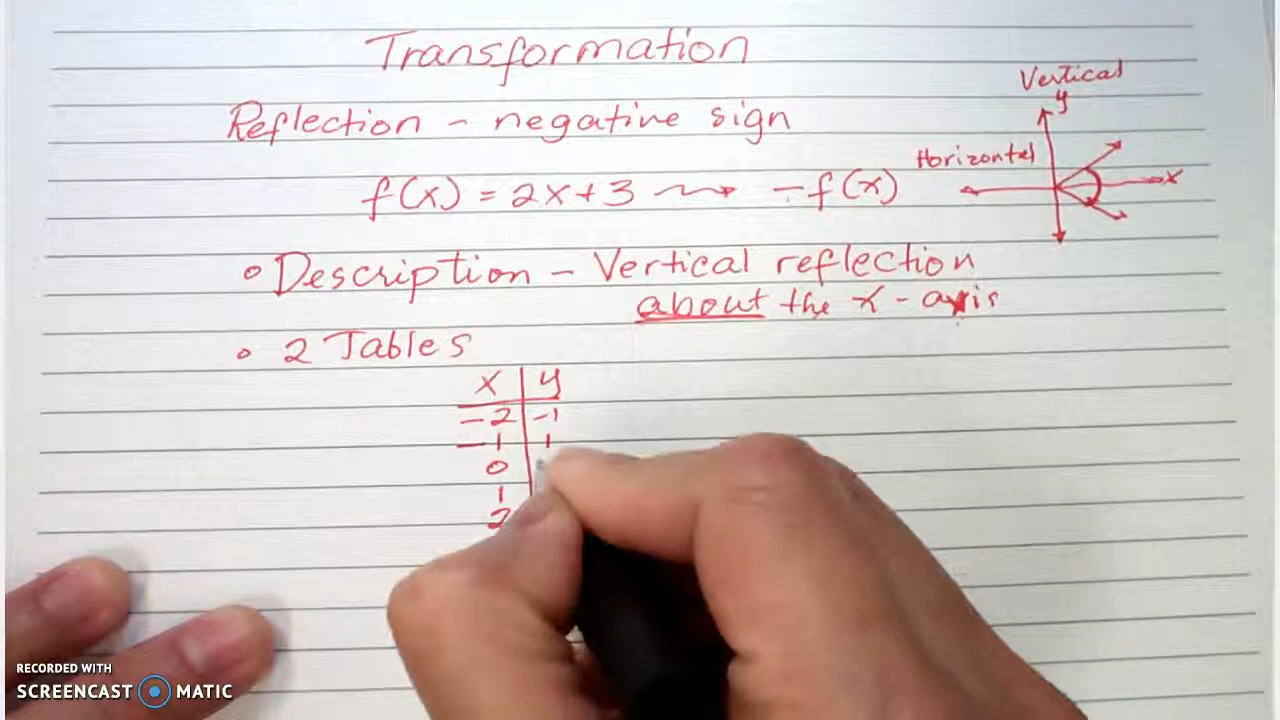 Transformation
Vertical
y
Reflection - negative sign
Horizontal
x
f(x) = 2x+3 ⇝ -f(x)
• Description - Vertical reflection
about the x-axis
• 2 Tables
x | y
-2 | -1
-1 | 1
0
1
2
RECORDED WITH
SCREENCAST MATIC